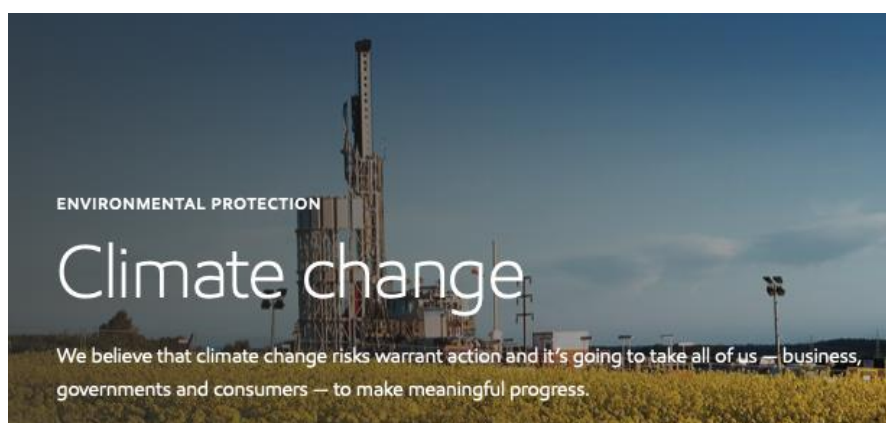 ENVIRONMENTAL PROTECTION
Climate change
We believe that climate change risks warrant action and it's going to take all of us — business,
governments and consumers — to make meaningful progress.